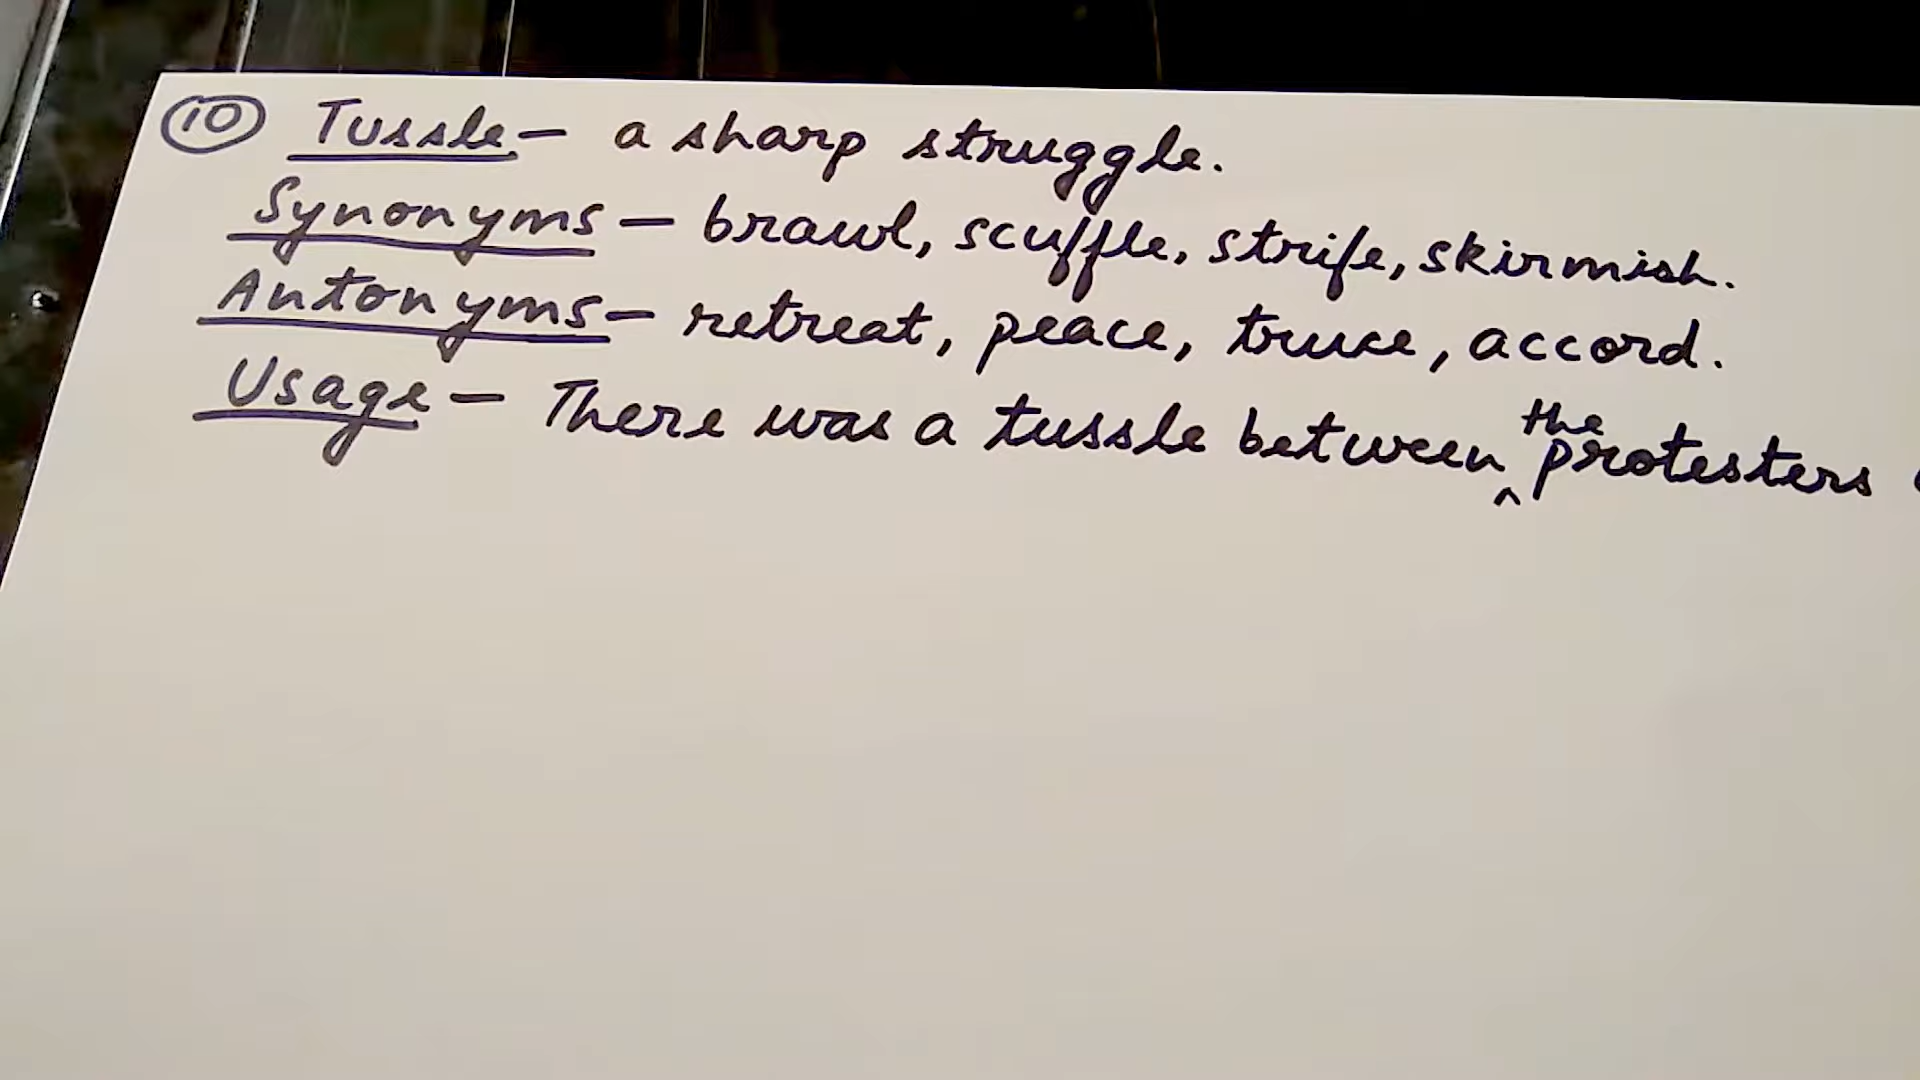 10 Tussle — a sharp struggle.
Synonyms — brawl, scuffle, strife, skirmish.
Antonyms — retreat, peace, truce, accord.
Usage — There was a tussle between ^the protesters